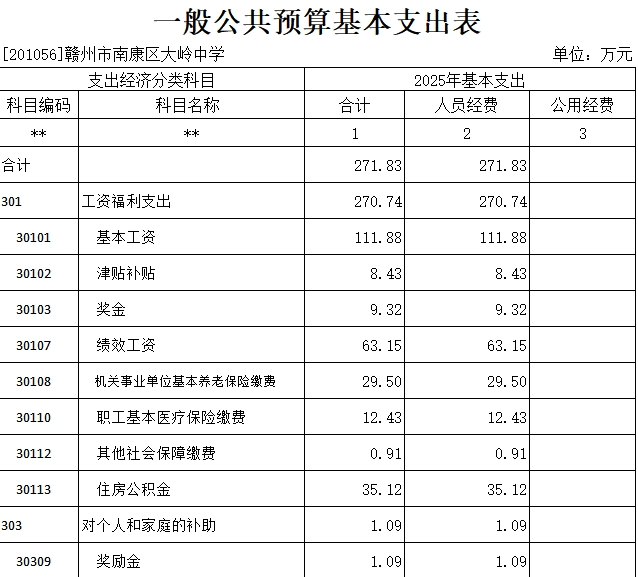 一般公共预算基本支出表
[201056]赣州市南康区大岭中学 单位：万元
支出经济分类科目 2025年基本支出
科目编码 科目名称 合计 人员经费 公用经费
** ** 1 2 3
合计 271.83 271.83
301 工资福利支出 270.74 270.74
30101 基本工资 111.88 111.88
30102 津贴补贴 8.43 8.43
30103 奖金 9.32 9.32
30107 绩效工资 63.15 63.15
30108 机关事业单位基本养老保险缴费 29.50 29.50
30110 职工基本医疗保险缴费 12.43 12.43
30112 其他社会保障缴费 0.91 0.91
30113 住房公积金 35.12 35.12
303 对个人和家庭的补助 1.09 1.09
30309 奖励金 1.09 1.09